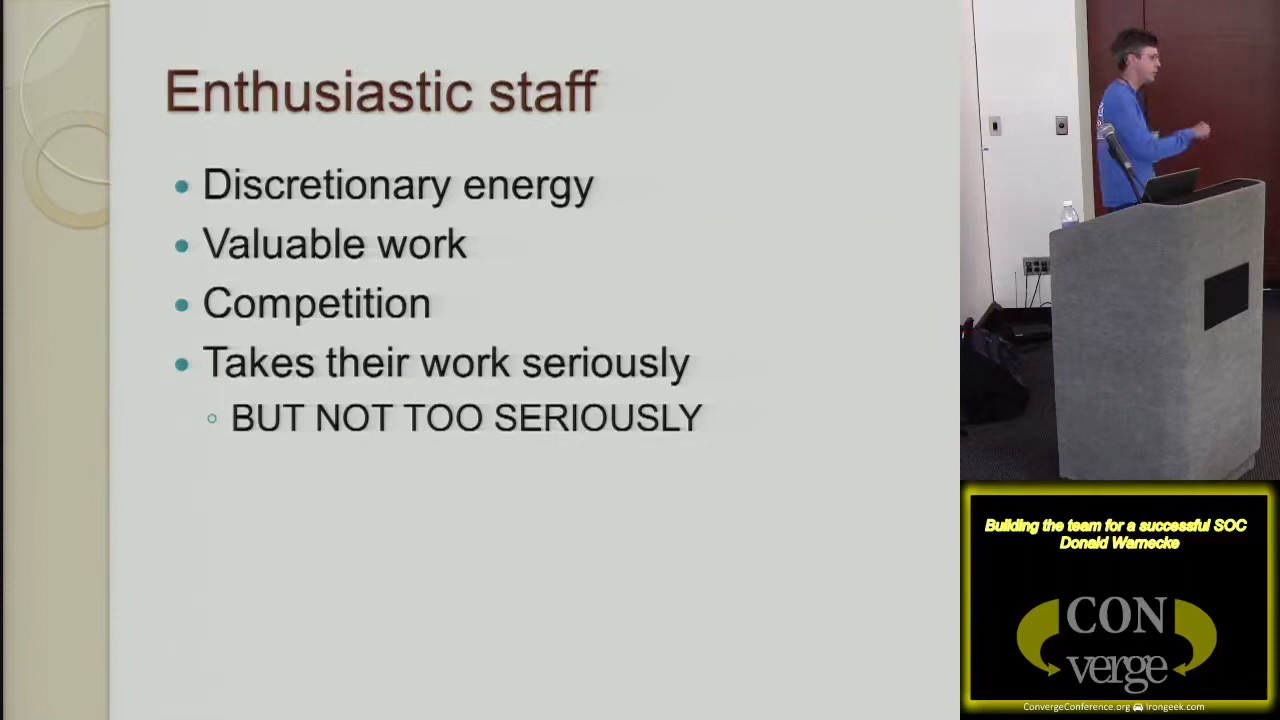 Enthusiastic staff
Discretionary energy
Valuable work
Competition
Takes their work seriously
BUT NOT TOO SERIOUSLY
Building the team for a successful SOC
Donald Warnecke
CON
verge
ConvergeConference.org Irongeek.com